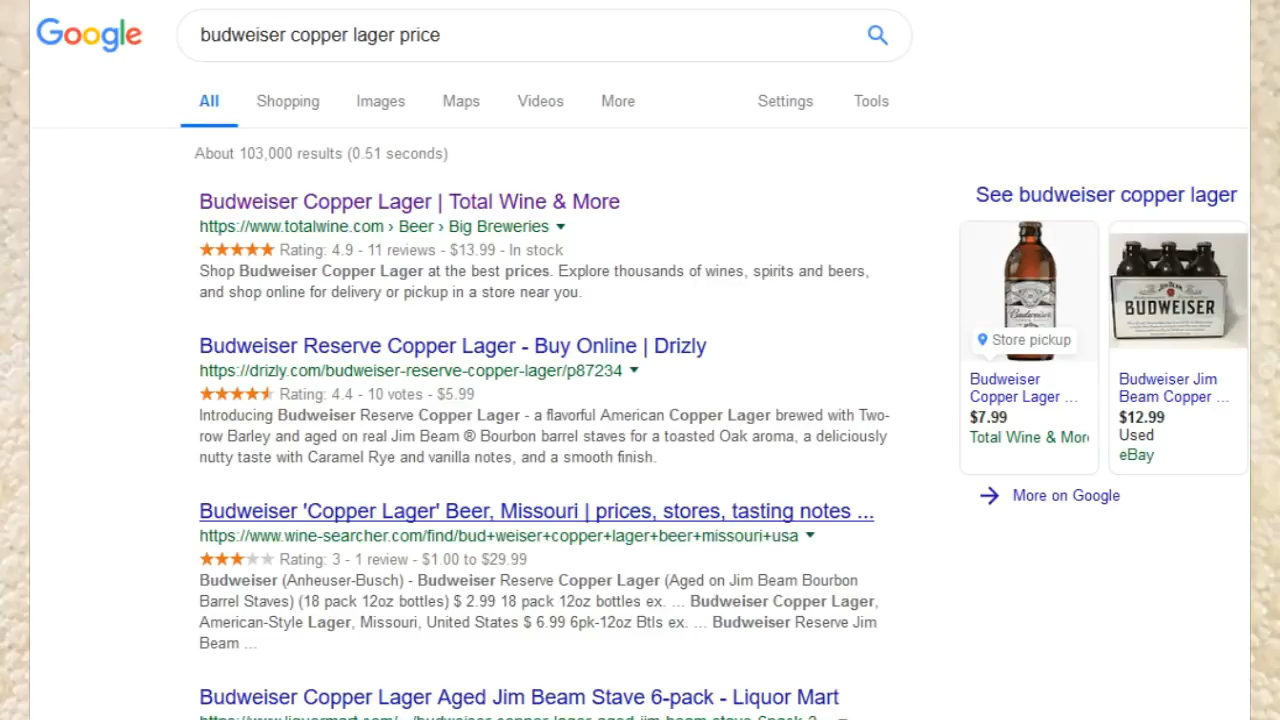 Google
budweiser copper lager price
All Shopping Images Maps Videos More Settings Tools
About 103,000 results (0.51 seconds)
Budweiser Copper Lager | Total Wine & More
https://www.totalwine.com › Beer › Big Breweries
Rating: 4.9 - 11 reviews - $13.99 - In stock
Shop Budweiser Copper Lager at the best prices. Explore thousands of wines, spirits and beers,
and shop online for delivery or pickup in a store near you.
Budweiser Reserve Copper Lager - Buy Online | Drizly
https://drizly.com/budweiser-reserve-copper-lager/p87234
Rating: 4.4 - 10 votes - $5.99
Introducing Budweiser Reserve Copper Lager - a flavorful American Copper Lager brewed with Two-
row Barley and aged on real Jim Beam ® Bourbon barrel staves for a toasted Oak aroma, a deliciously
nutty taste with Caramel Rye and vanilla notes, and a smooth finish.
Budweiser 'Copper Lager' Beer, Missouri | prices, stores, tasting notes ...
https://www.wine-searcher.com/find/bud+weiser+copper+lager+beer+missouri+usa
Rating: 3 - 1 review - $1.00 to $29.99
Budweiser (Anheuser-Busch) - Budweiser Reserve Copper Lager (Aged on Jim Beam Bourbon
Barrel Staves) (18 pack 12oz bottles) $ 2.99 18 pack 12oz bottles ex. ... Budweiser Copper Lager,
American-Style Lager, Missouri, United States $ 6.99 6pk-12oz Btls ex. ... Budweiser Reserve Jim
Beam ...
Budweiser Copper Lager Aged Jim Beam Stave 6-pack - Liquor Mart
See budweiser copper lager
Budweiser
Store pickup
Budweiser
Copper Lager ...
$7.99
Total Wine & More
BUDWEISER
Budweiser Jim
Beam Copper ...
$12.99
Used
eBay
More on Google